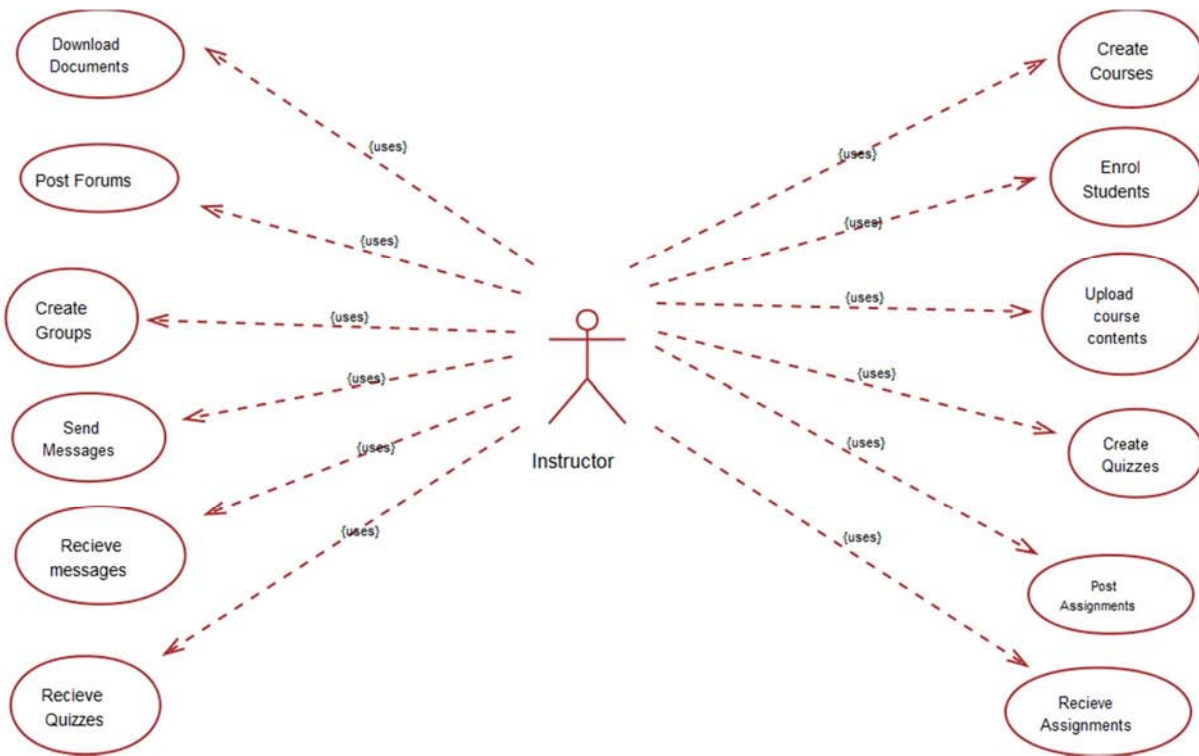 Download
Documents
Post Forums
Create
Groups
Send
Messages
Recieve
messages
Recieve
Quizzes
{uses}
{uses}
{uses}
{uses}
{uses}
{uses}
Instructor
{uses}
{uses}
{uses}
{uses}
{uses}
{uses}
Create
Courses
Enrol
Students
Upload
course
contents
Create
Quizzes
Post
Assignments
Recieve
Assignments